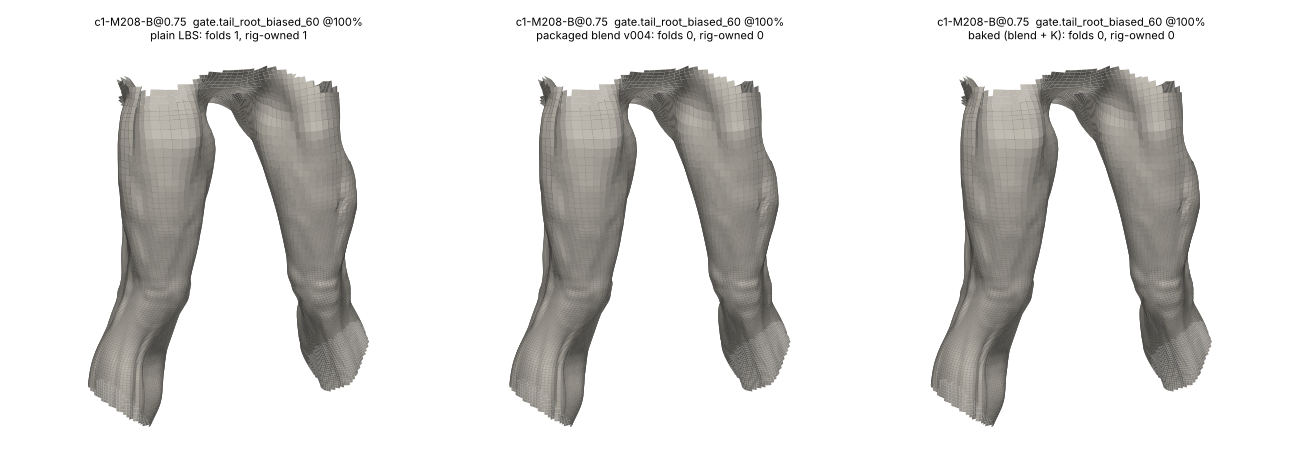 c1-M208-B@0.75  gate.tail_root_biased_60 @100%
plain LBS: folds 1, rig-owned 1
c1-M208-B@0.75  gate.tail_root_biased_60 @100%
packaged blend v004: folds 0, rig-owned 0
c1-M208-B@0.75  gate.tail_root_biased_60 @100%
baked (blend + K): folds 0, rig-owned 0